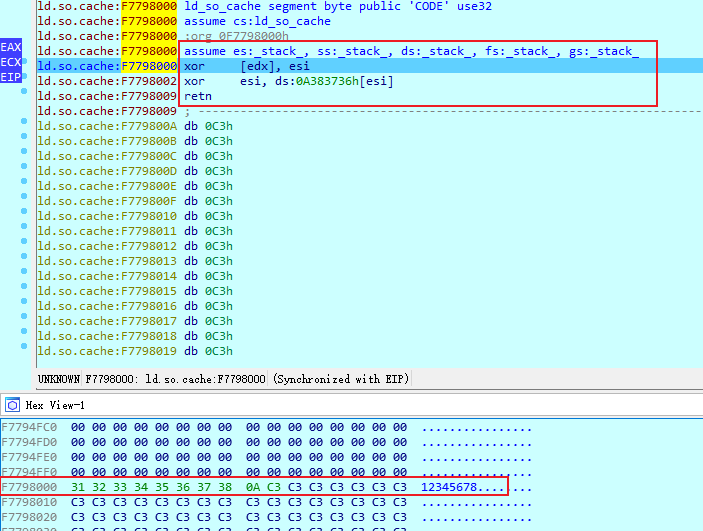 ld.so.cache:F7798000 ld_so_cache segment byte public 'CODE' use32
ld.so.cache:F7798000 assume cs:ld_so_cache
ld.so.cache:F7798000 ;org 0F7798000h
EAX ld.so.cache:F7798000 assume es:_stack_, ss:_stack_, ds:_stack_, fs:_stack_, gs:_stack_
ECX ld.so.cache:F7798000 xor [edx], esi
EIP ld.so.cache:F7798002 xor esi, ds:0A383736h[esi]
ld.so.cache:F7798009 retn
ld.so.cache:F7798009 ; ---------------------------------------------------------------
ld.so.cache:F779800A db 0C3h
ld.so.cache:F779800B db 0C3h
ld.so.cache:F779800C db 0C3h
ld.so.cache:F779800D db 0C3h
ld.so.cache:F779800E db 0C3h
ld.so.cache:F779800F db 0C3h
ld.so.cache:F7798010 db 0C3h
ld.so.cache:F7798011 db 0C3h
ld.so.cache:F7798012 db 0C3h
ld.so.cache:F7798013 db 0C3h
ld.so.cache:F7798014 db 0C3h
ld.so.cache:F7798015 db 0C3h
ld.so.cache:F7798016 db 0C3h
ld.so.cache:F7798017 db 0C3h
ld.so.cache:F7798018 db 0C3h
ld.so.cache:F7798019 db 0C3h
UNKNOWN F7798000: ld.so.cache:F7798000 (Synchronized with EIP)
Hex View-1
F7794FC0 00 00 00 00 00 00 00 00 00 00 00 00 00 00 00 00 ................
F7794FD0 00 00 00 00 00 00 00 00 00 00 00 00 00 00 00 00 ................
F7794FE0 00 00 00 00 00 00 00 00 00 00 00 00 00 00 00 00 ................
F7794FF0 00 00 00 00 00 00 00 00 00 00 00 00 00 00 00 00 ................
F7798000 31 32 33 34 35 36 37 38 0A C3 C3 C3 C3 C3 C3 C3 12345678........
F7798010 C3 C3 C3 C3 C3 C3 C3 C3 C3 C3 C3 C3 C3 C3 C3 C3 ................
F7798020 C3 C3 C3 C3 C3 C3 C3 C3 C3 C3 C3 C3 C3 C3 C3 C3 ................